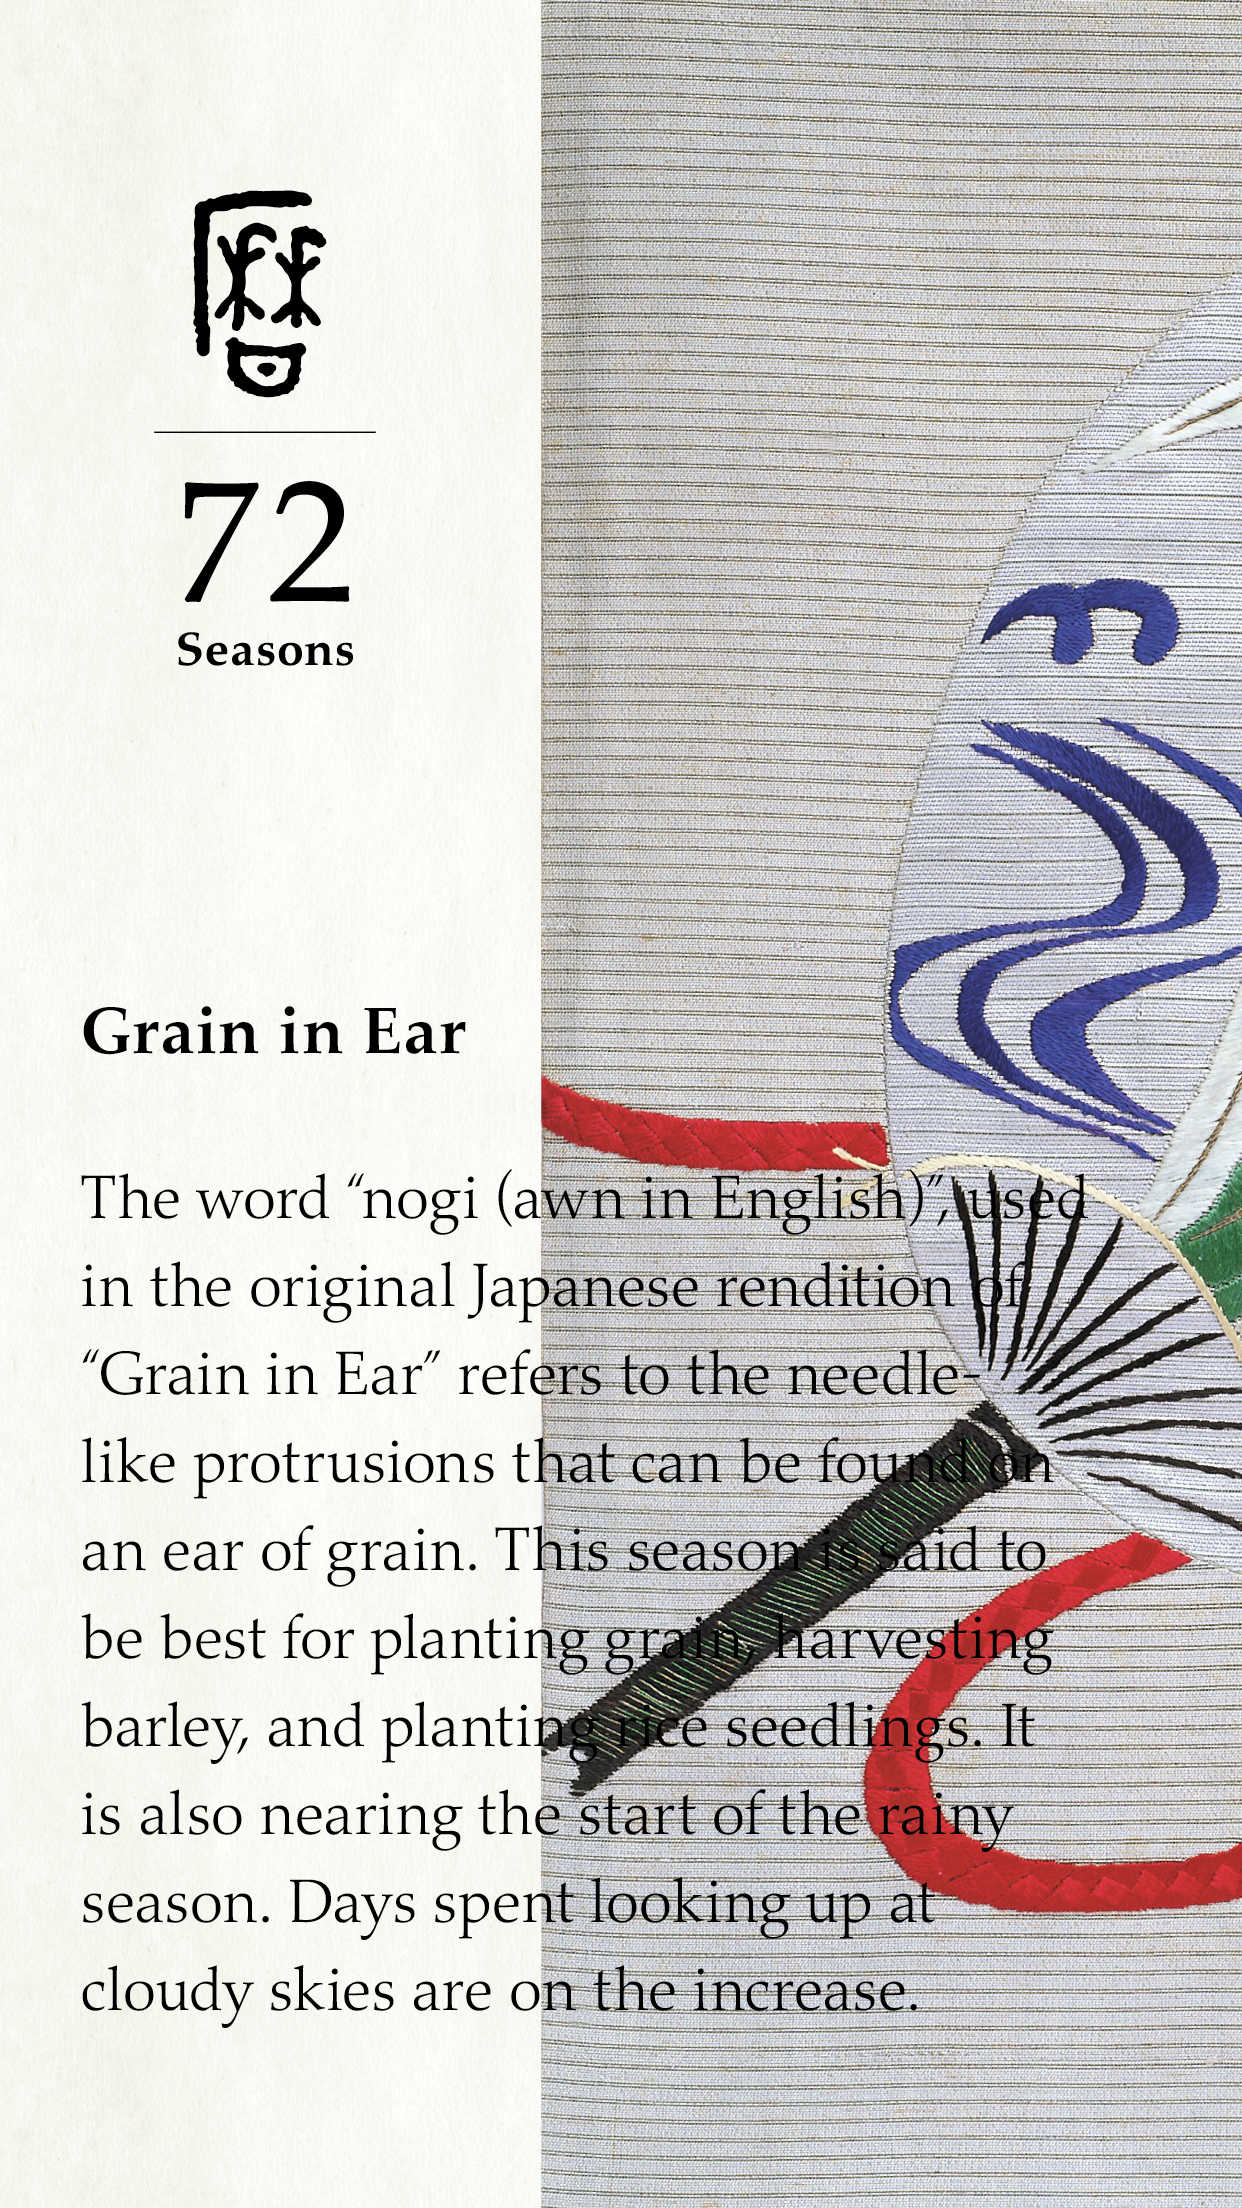 72
Seasons
Grain in Ear
The word “nogi (awn in English)”, used
in the original Japanese rendition of
“Grain in Ear” refers to the needle-
like protrusions that can be found on
an ear of grain. This season is said to
be best for planting grain, harvesting
barley, and planting rice seedlings. It
is also nearing the start of the rainy
season. Days spent looking up at
cloudy skies are on the increase.